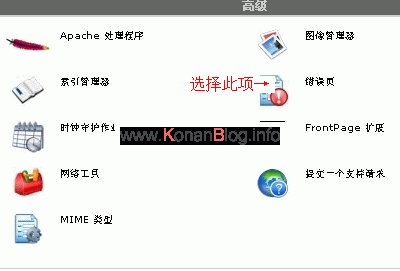 高级
Apache 处理程序
图像管理器
索引管理器
选择此项→
错误页
时钟守护作业
www.KonanBlog.info
FrontPage 扩展
网络工具
提交一个支持请求
MIME 类型